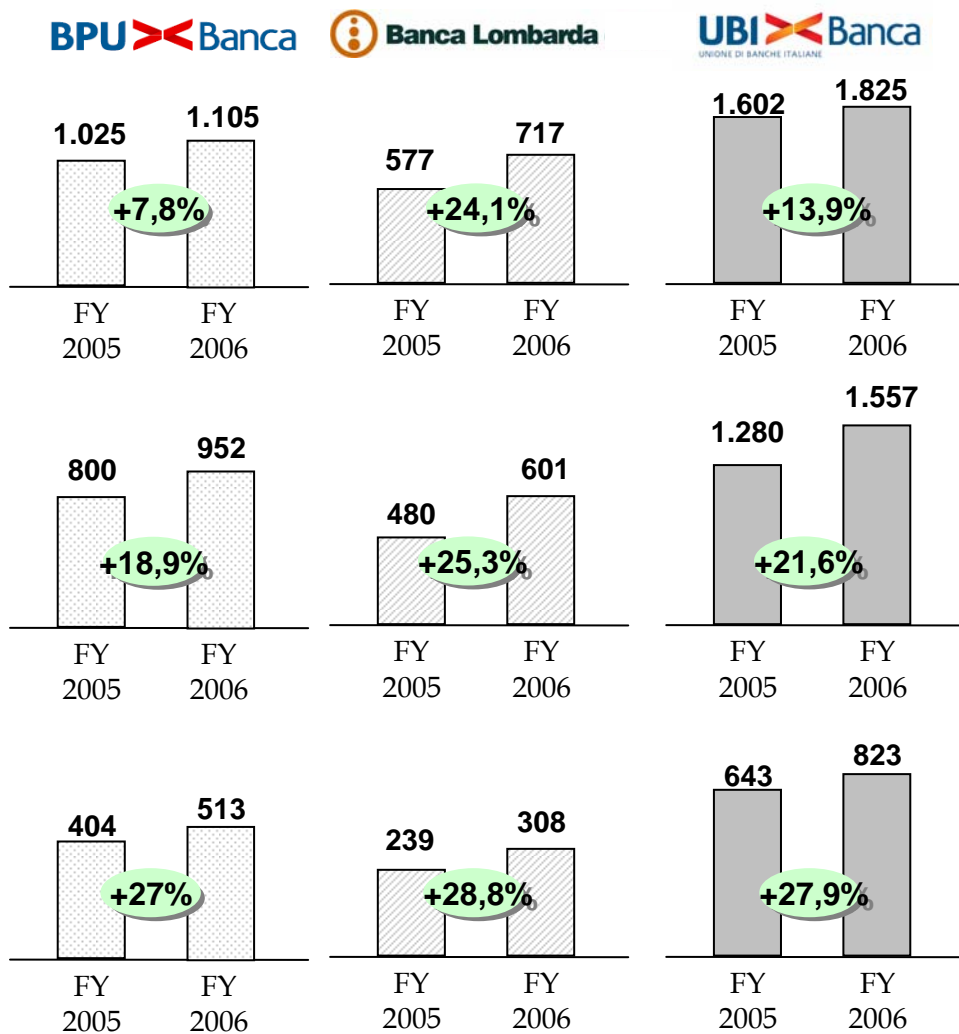 BPU Banca
Banca Lombarda
UBI Banca
UNIONE DI BANCHE ITALIANE
1.025
1.105
+7,8%
FY
2005
FY
2006
577
717
+24,1%
FY
2005
FY
2006
1.602
1.825
+13,9%
FY
2005
FY
2006
800
952
+18,9%
FY
2005
FY
2006
480
601
+25,3%
FY
2005
FY
2006
1.280
1.557
+21,6%
FY
2005
FY
2006
404
513
+27%
FY
2005
FY
2006
239
308
+28,8%
FY
2005
FY
2006
643
823
+27,9%
FY
2005
FY
2006